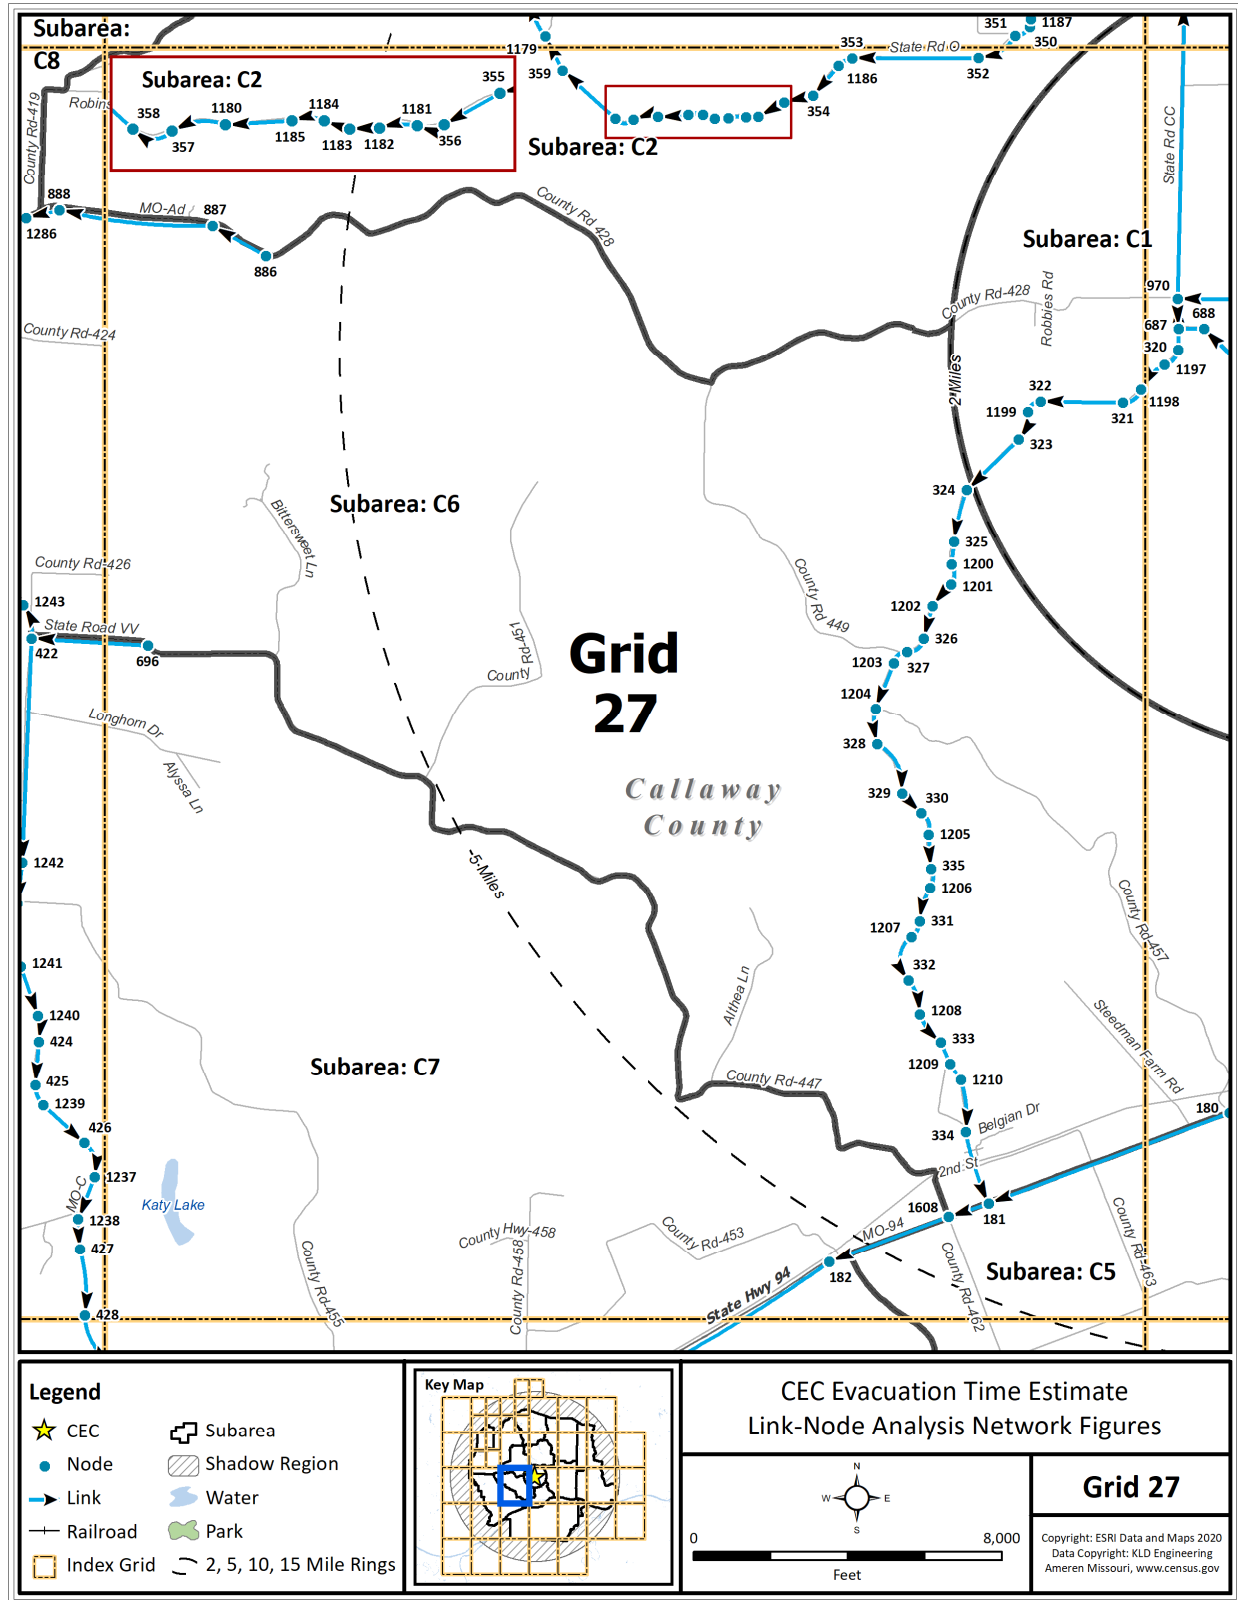 Subarea:
C8
Subarea: C2
355
358
1180
1184
1181
357
1185
1183
1182
356
County Rd-419
Robins
1179
359
353
State Rd O
351
1187
350
352
1186
354
Subarea: C2
State Rd CC
888
MO-Ad
887
1286
886
County Rd 428
Subarea: C1
970
County Rd-428
Robbies Rd
687
688
320
1197
County Rd-424
2 Miles
322
1198
1199
321
323
324
Subarea: C6
Bittersweet Ln
325
1200
1201
County Rd-426
1202
1243
State Road VV
422
696
County Rd 449
326
1203
327
County Rd-451
Grid
27
1204
328
Longhorn Dr
Alyssa Ln
Callaway
County
329
330
1205
1242
5 Miles
335
1206
331
1207
County Rd-457
332
1241
Althea Ln
1240
1208
424
333
Steedman Farm Rd
1209
Subarea: C7
425
1210
County Rd-447
1239
426
180
Belgian Dr
334
2nd St
1237
MO-C
Katy Lake
1238
1608
181
427
County Hwy-458
County Rd-453
MO-94
County Rd-463
County Rd-455
County Rd-458
182
State Hwy 94
County Rd-462
Subarea: C5
428
Legend
CEC
Subarea
Node
Shadow Region
Link
Water
Railroad
Park
Index Grid
2, 5, 10, 15 Mile Rings
Key Map
CEC Evacuation Time Estimate
Link-Node Analysis Network Figures
N
W
E
S
0
8,000
Feet
Grid 27
Copyright: ESRI Data and Maps 2020
Data Copyright: KLD Engineering
Ameren Missouri, www.census.gov